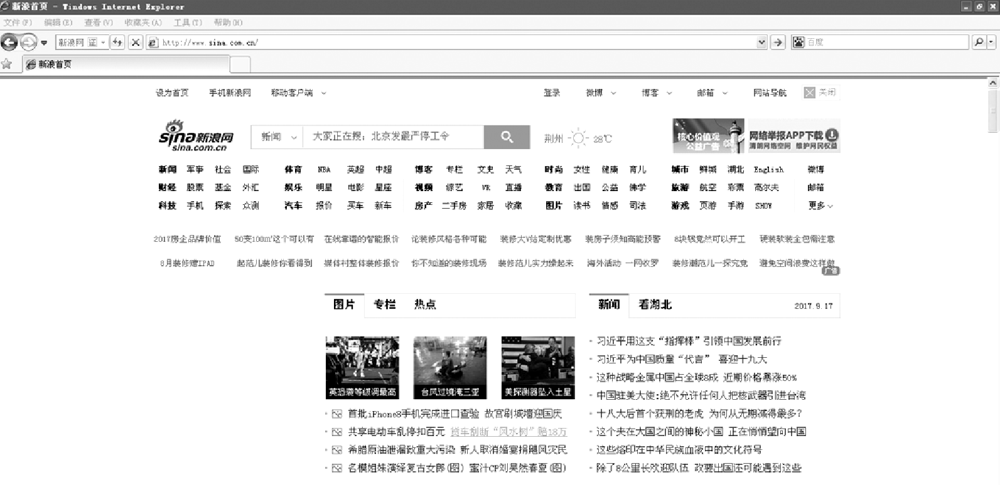 新浪首页 - Tindows Internet Explorer
文件(F) 编辑(E) 查看(V) 收藏夹(A) 工具(T) 帮助(H)
新浪网 证 http://www.sina.com.cn/ 百度
新浪首页
设为首页 手机新浪网 移动客户端 登录 微博 博客 邮箱 网站导航 关闭
sina新浪网
sina.com.cn
新闻 大家正在搜：北京发最严停工令
荆州 28℃
核心价值观
公益广告
网络举报APP下载
清朗网络空间 维护网民权益
新闻 军事 社会 国际 体育 NBA 英超 中超 博客 专栏 文史 天气 时尚 女性 健康 育儿 城市 鲜城 湖北 English 微博
财经 股票 基金 外汇 娱乐 明星 电影 星座 视频 综艺 VR 直播 教育 出国 公益 佛学 旅游 航空 彩票 高尔夫 邮箱
科技 手机 探索 众测 汽车 报价 买车 新车 房产 二手房 家居 收藏 图片 读书 情感 司法 游戏 页游 手游 SHOW 更多
2017房企品牌价值 50变100m²这个可以有 在线靠谱的智能报价 论装修风格各种可能 装修大V给定制优惠 装房子须知高能预警 8块钱竟然可以开工 硬装软装全包需注意
8月装修赠IPAD 起范儿装修你看得到 媒体村整体装修报价 你不知道的装修现场 装修范儿实力燥起来 海外活动 一网收罗 装修潮范儿一探究竟 避免空间浪费这样做
广告
图片 专栏 热点
英恐袭等级调最高 台风过境淹三亚 美探测器坠入土星
首批iPhone8手机完成进口查验 故宫刷城墙迎国庆
共享电动车乱停扣百元 货车刮断“风水树”赔18万
希腊原油泄漏致重大污染 新人取消婚宴捐飓风灾民
名模姐妹演绎复古女郎(图) 蜜汁CP刘昊然春夏(图)
新闻 看湖北 2017.9.17
习近平用这支“指挥棒”引领中国发展前行
习近平为中国质量“代言” 喜迎十九大
这种战略金属中国占全球8成 近期价格暴涨50%
中国驻美大使:绝不允许任何人把核武器引进台湾
十八大后首个获刑的老虎 为何从无期减得最多?
这个夹在大国之间的神秘小国 正在悄悄望向中国
这些烙印在中华民族血液中的文化符号
除了8公里长欢迎队伍 政要出国还可能遇到这些